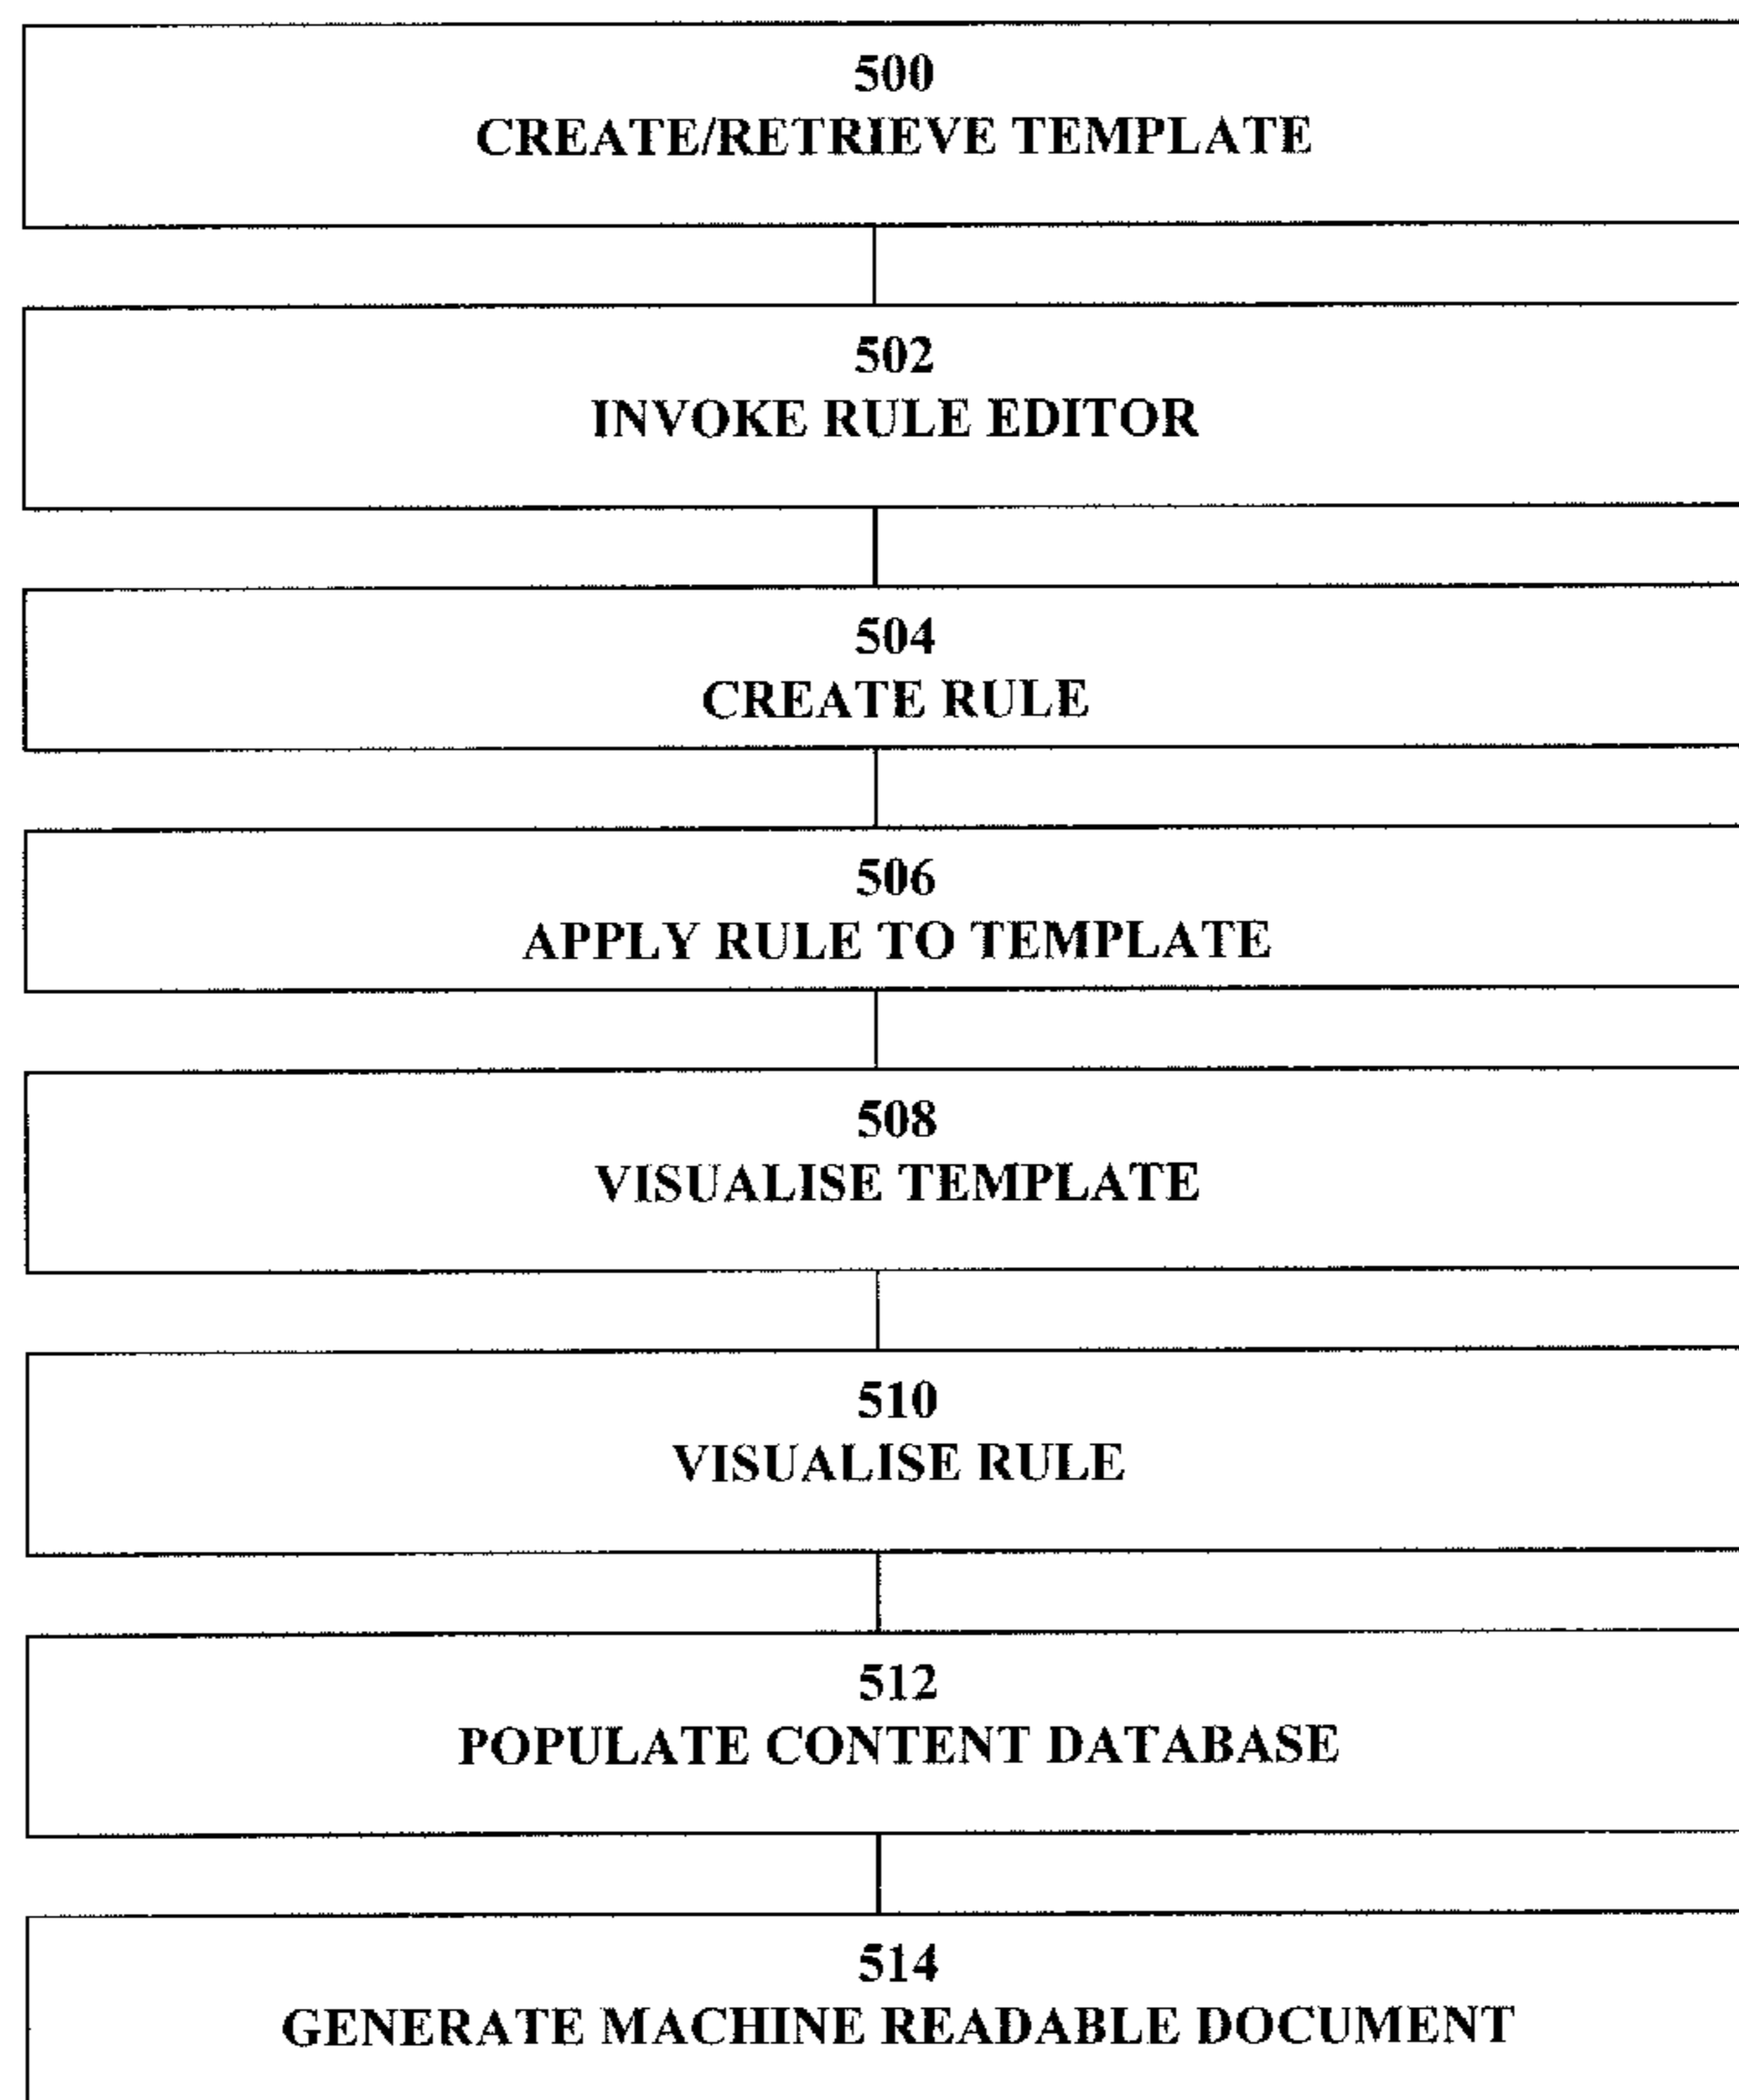 500
CREATE/RETRIEVE TEMPLATE
502
INVOKE RULE EDITOR
504
CREATE RULE
506
APPLY RULE TO TEMPLATE
508
VISUALISE TEMPLATE
510
VISUALISE RULE
512
POPULATE CONTENT DATABASE
514
GENERATE MACHINE READABLE DOCUMENT